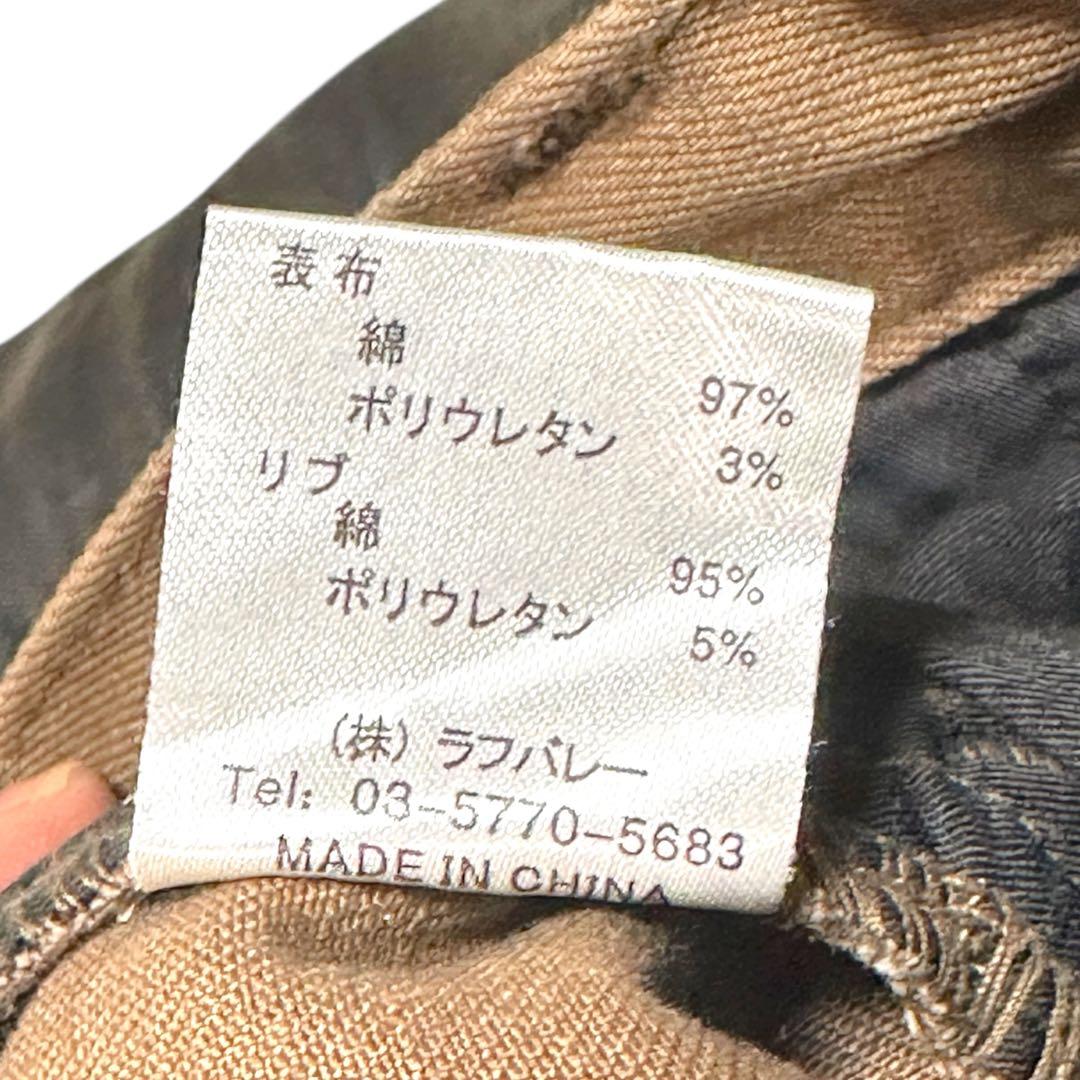 表布
綿 97%
ポリウレタン 3%
リブ
綿 95%
ポリウレタン 5%
(株) ラフバレー
Tel: 03-5770-5683
MADE IN CHINA